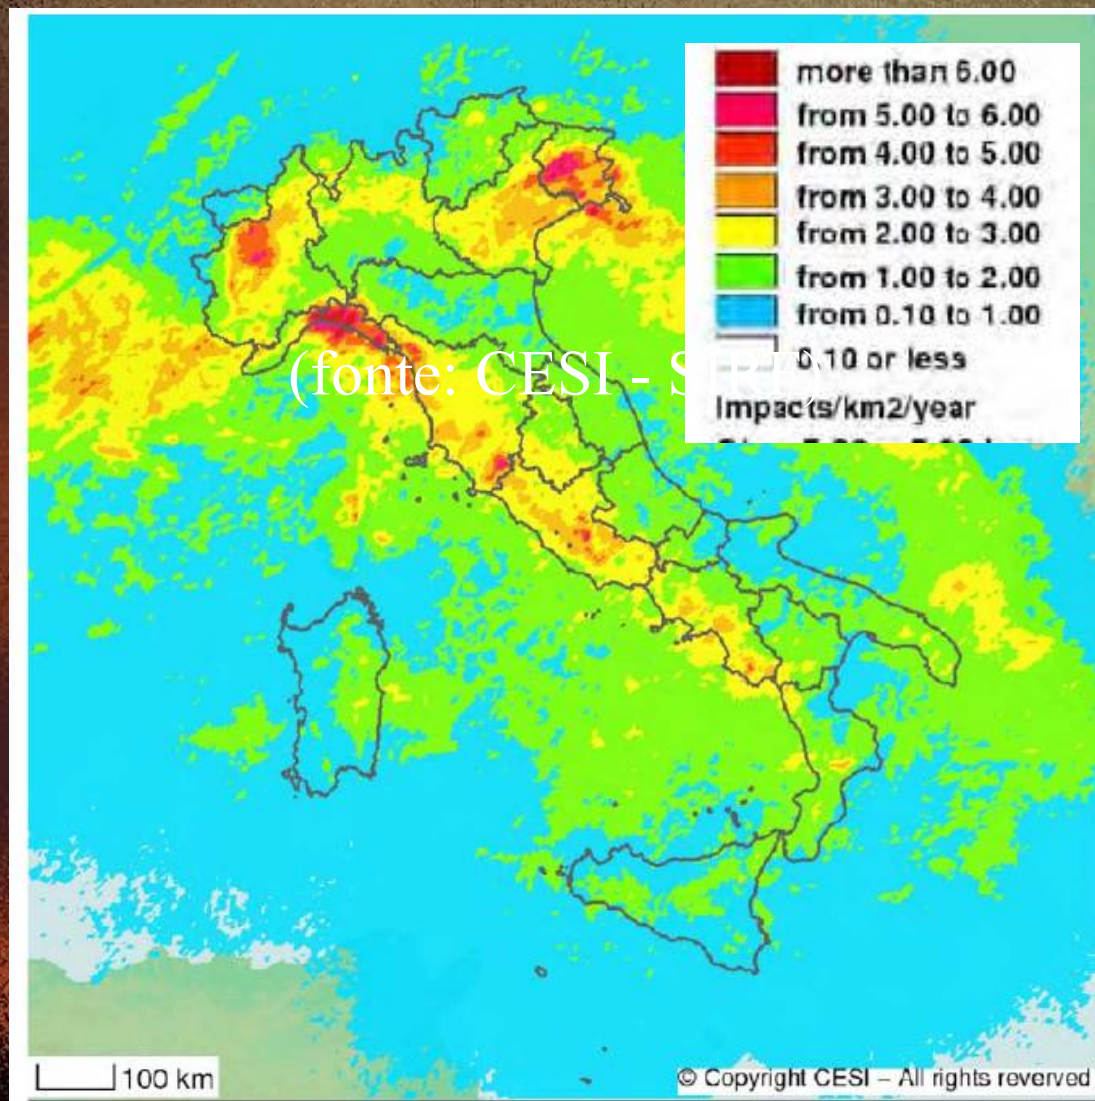 more than 6.00
from 5.00 to 6.00
from 4.00 to 5.00
from 3.00 to 4.00
from 2.00 to 3.00
from 1.00 to 2.00
from 0.10 to 1.00
0.10 or less
(fonte: CESI - SIRF)
Impacts/km2/year
100 km
© Copyright CESI – All rights reverved